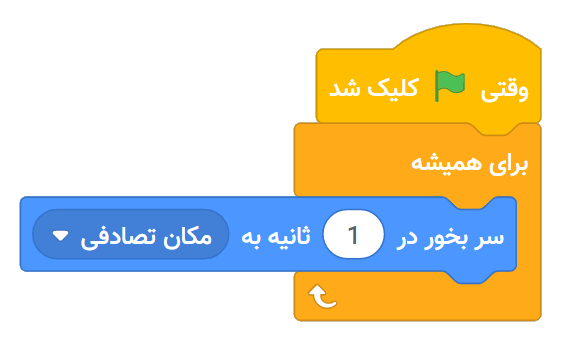 وقتی کلیک شد
برای همیشه
سر بخور در 1 ثانیه به مکان تصادفی